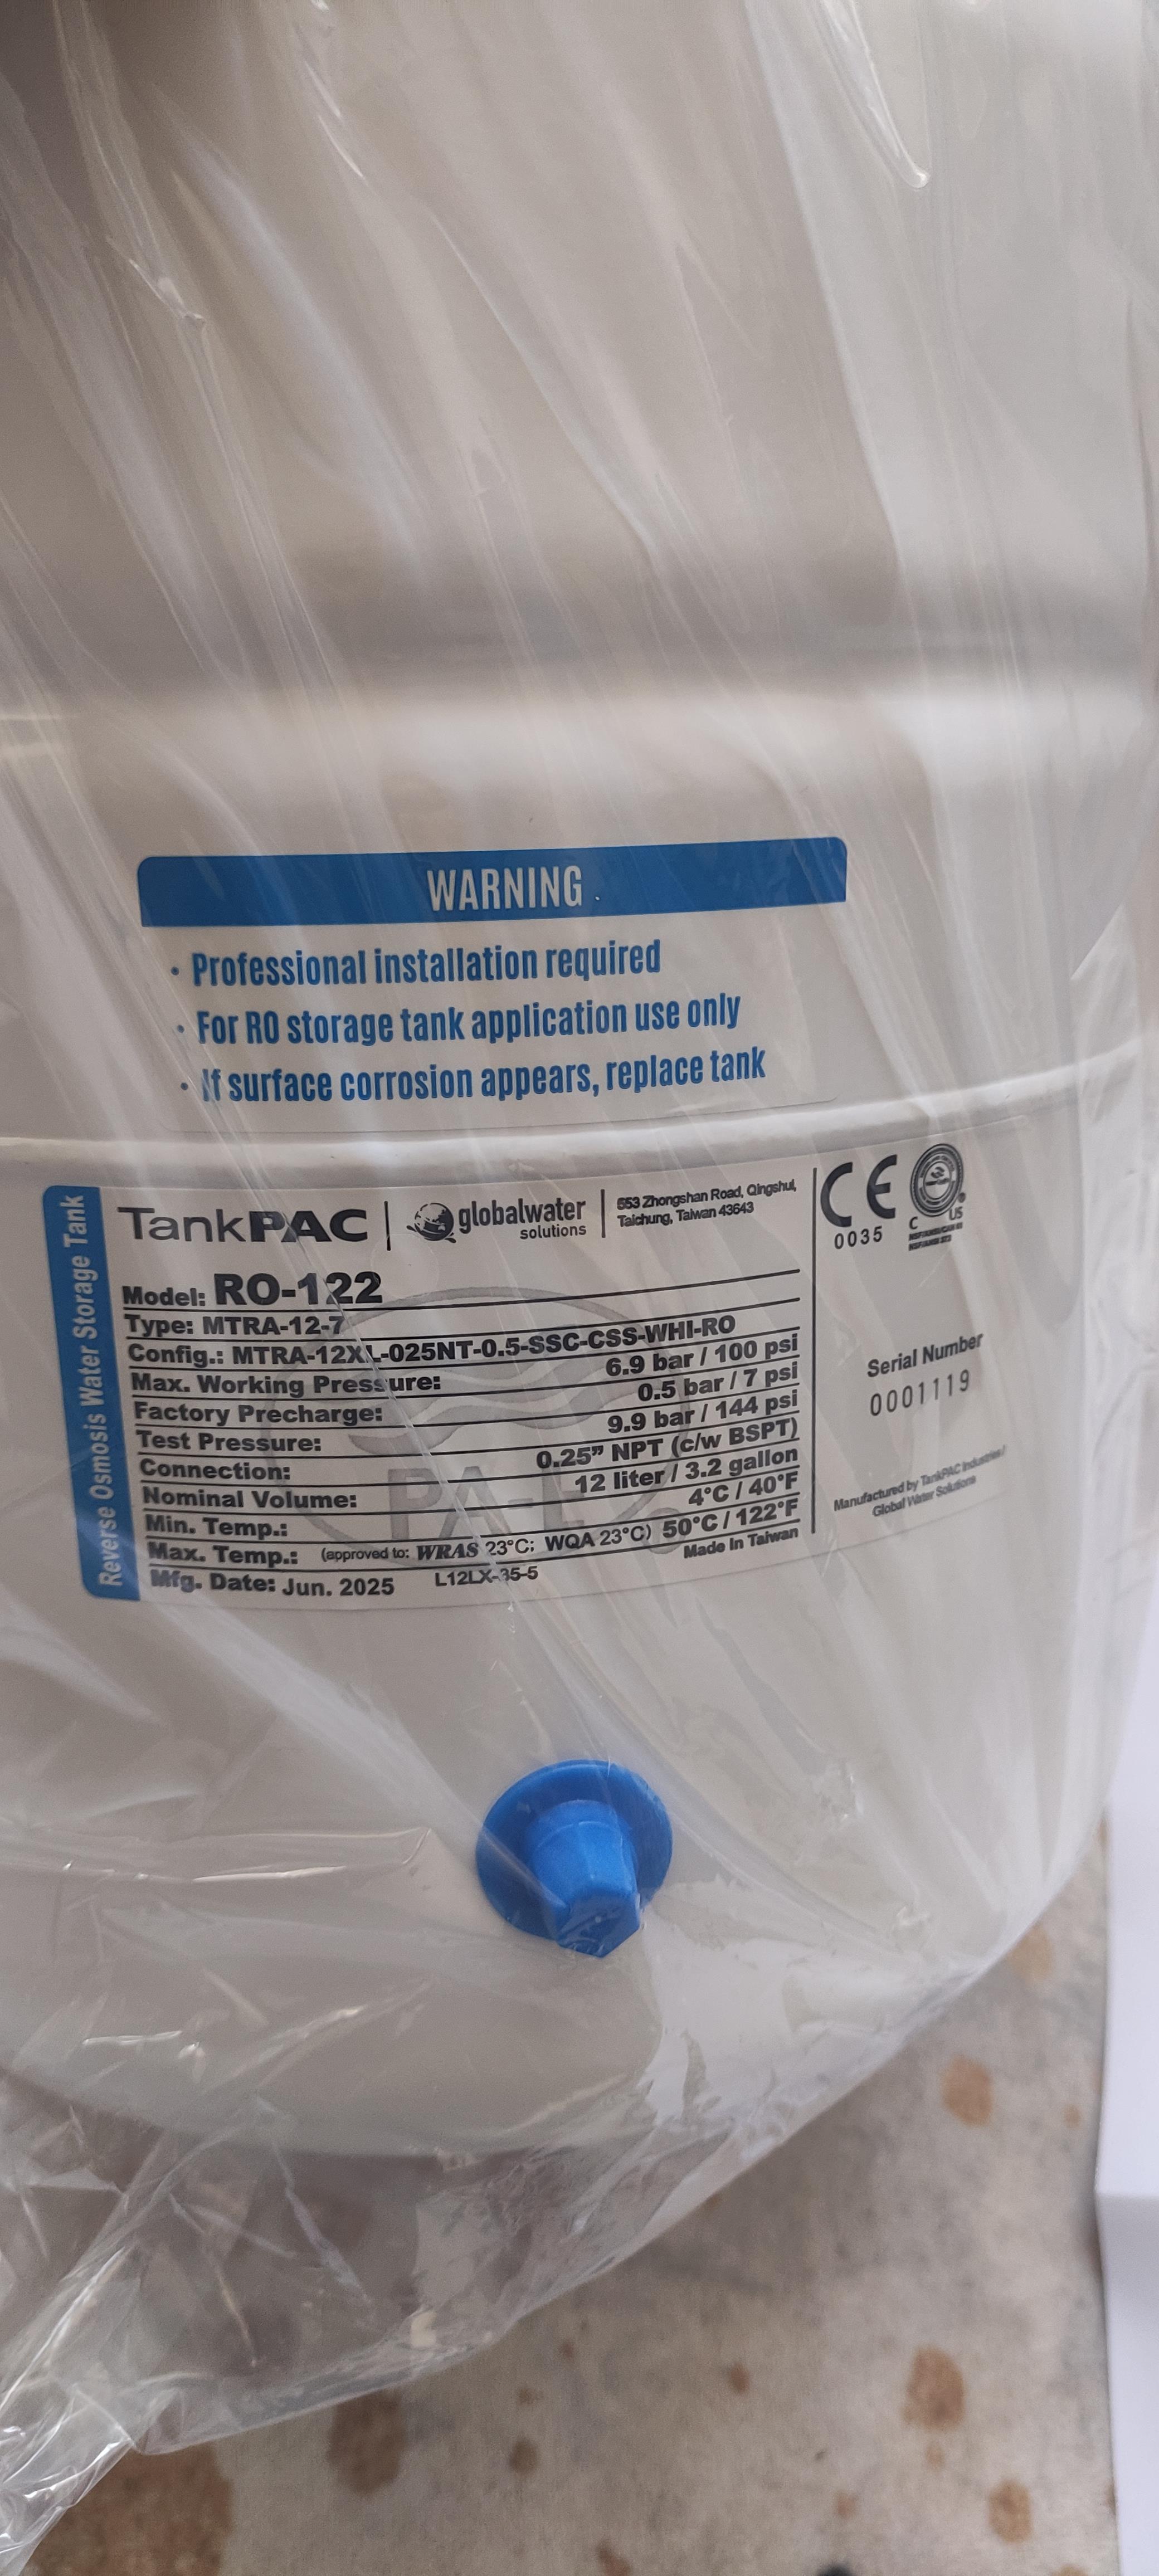 WARNING
· Professional installation required
· For RO storage tank application use only
· If surface corrosion appears, replace tank
Reverse Osmosis Water Storage Tank
TankPAC | globalwater solutions | 553 Zhongshan Road, Qingshui,
Taichung, Taiwan 43643
CE
0035
C US
Model: RO-122
Type: MTRA-12-7
Config.: MTRA-12XL-025NT-0.5-SSC-CSS-WHI-RO
Max. Working Pressure: 6.9 bar / 100 psi
Factory Precharge: 0.5 bar / 7 psi
Test Pressure: 9.9 bar / 144 psi
Connection: 0.25” NPT (c/w BSPT)
Nominal Volume: 12 liter / 3.2 gallon
Min. Temp.: 4°C / 40°F
Max. Temp.: (approved to: WRAS 23°C; WQA 23°C) 50°C / 122°F
Mfg. Date: Jun. 2025 L12LX-35-5 Made In Taiwan
Serial Number
0001119
Manufactured by TankPAC Industries /
Global Water Solutions